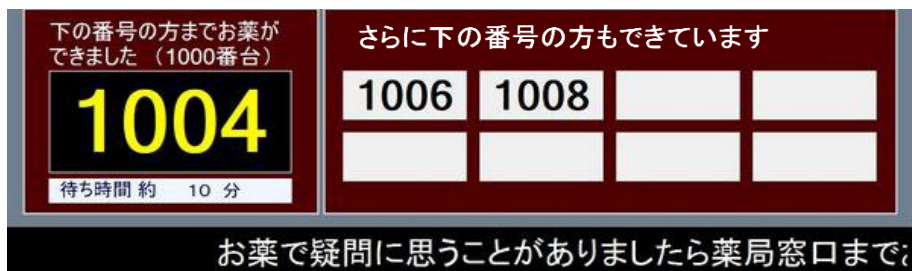 下の番号の方までお薬が
できました （1000番台）
1004
待ち時間 約 10 分
さらに下の番号の方もできています
1006 1008
お薬で疑問に思うことがありましたら薬局窓口まで